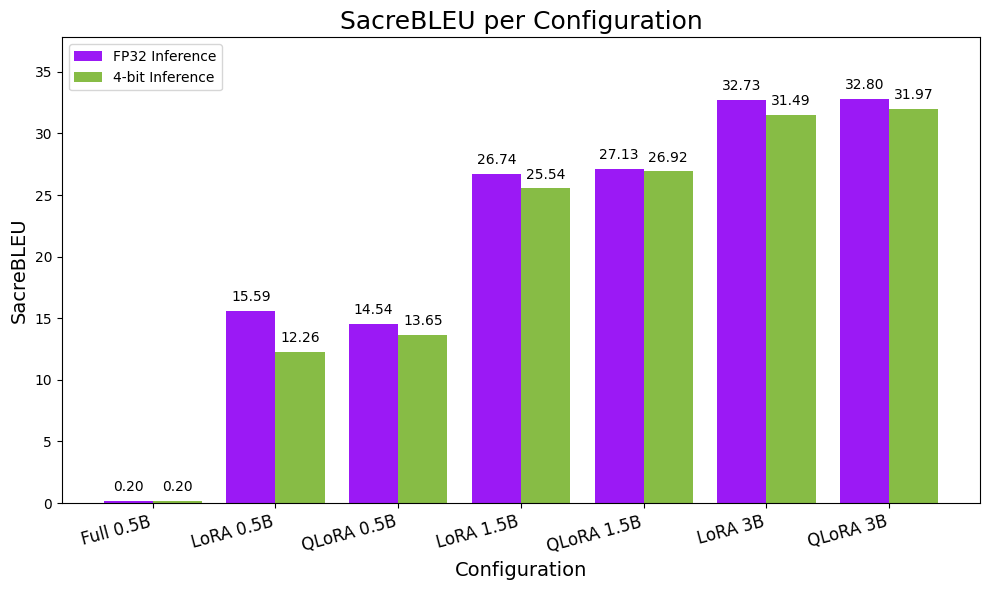 SacreBLEU per Configuration
FP32 Inference
4-bit Inference
SacreBLEU
35
30
25
20
15
10
5
0
0.20
0.20
15.59
12.26
14.54
13.65
26.74
25.54
27.13
26.92
32.73
31.49
32.80
31.97
Full 0.5B
LoRA 0.5B
QLoRA 0.5B
LoRA 1.5B
QLoRA 1.5B
LoRA 3B
QLoRA 3B
Configuration